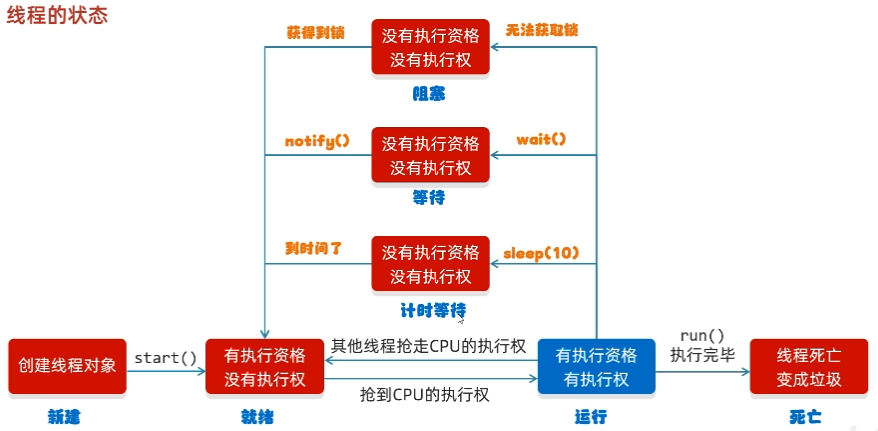 线程的状态
获得到锁
没有执行资格
没有执行权
无法获取锁
阻塞
notify()
没有执行资格
没有执行权
wait()
等待
到时间了
没有执行资格
没有执行权
sleep(10)
计时等待
创建线程对象
start()
有执行资格
没有执行权
其他线程抢走CPU的执行权
抢到CPU的执行权
有执行资格
有执行权
run()
执行完毕
线程死亡
变成垃圾
新建
就绪
运行
死亡